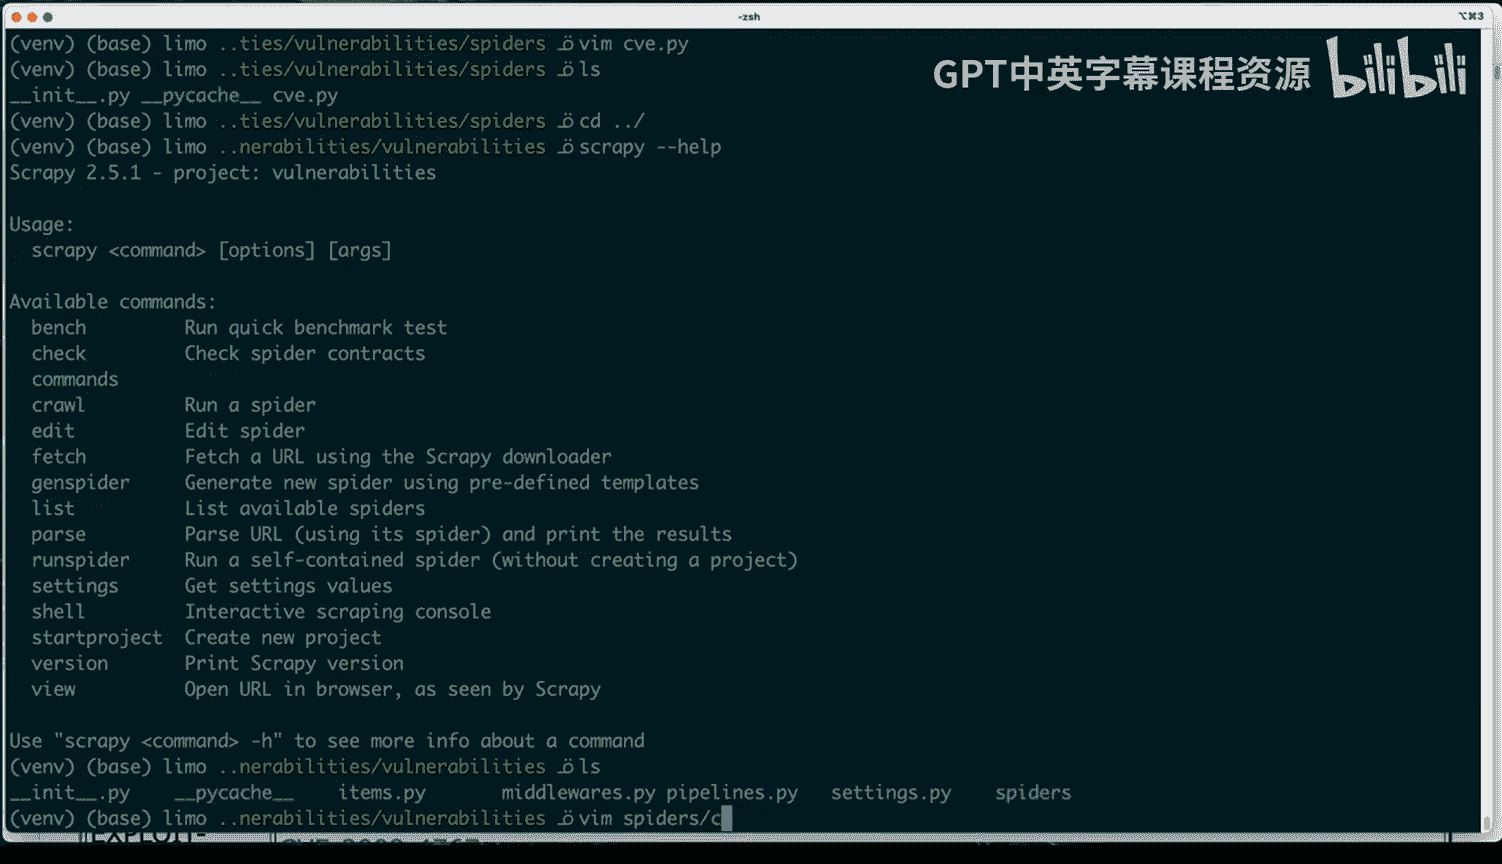 -zsh
⌥⌘3
(venv) (base) limo ..ties/vulnerabilities/spiders vim cve.py
(venv) (base) limo ..ties/vulnerabilities/spiders ls
GPT中英字幕课程资源 bilibili
__init__.py __pycache__ cve.py
(venv) (base) limo ..ties/vulnerabilities/spiders cd ../
(venv) (base) limo ..nerabilities/vulnerabilities scrapy --help
Scrapy 2.5.1 - project: vulnerabilities
Usage:
scrapy <command> [options] [args]
Available commands:
bench Run quick benchmark test
check Check spider contracts
commands
crawl Run a spider
edit Edit spider
fetch Fetch a URL using the Scrapy downloader
genspider Generate new spider using pre-defined templates
list List available spiders
parse Parse URL (using its spider) and print the results
runspider Run a self-contained spider (without creating a project)
settings Get settings values
shell Interactive scraping console
startproject Create new project
version Print Scrapy version
view Open URL in browser, as seen by Scrapy
Use "scrapy <command> -h" to see more info about a command
(venv) (base) limo ..nerabilities/vulnerabilities ls
__init__.py __pycache__ items.py middlewares.py pipelines.py settings.py spiders
(venv) (base) limo ..nerabilities/vulnerabilities vim spiders/c